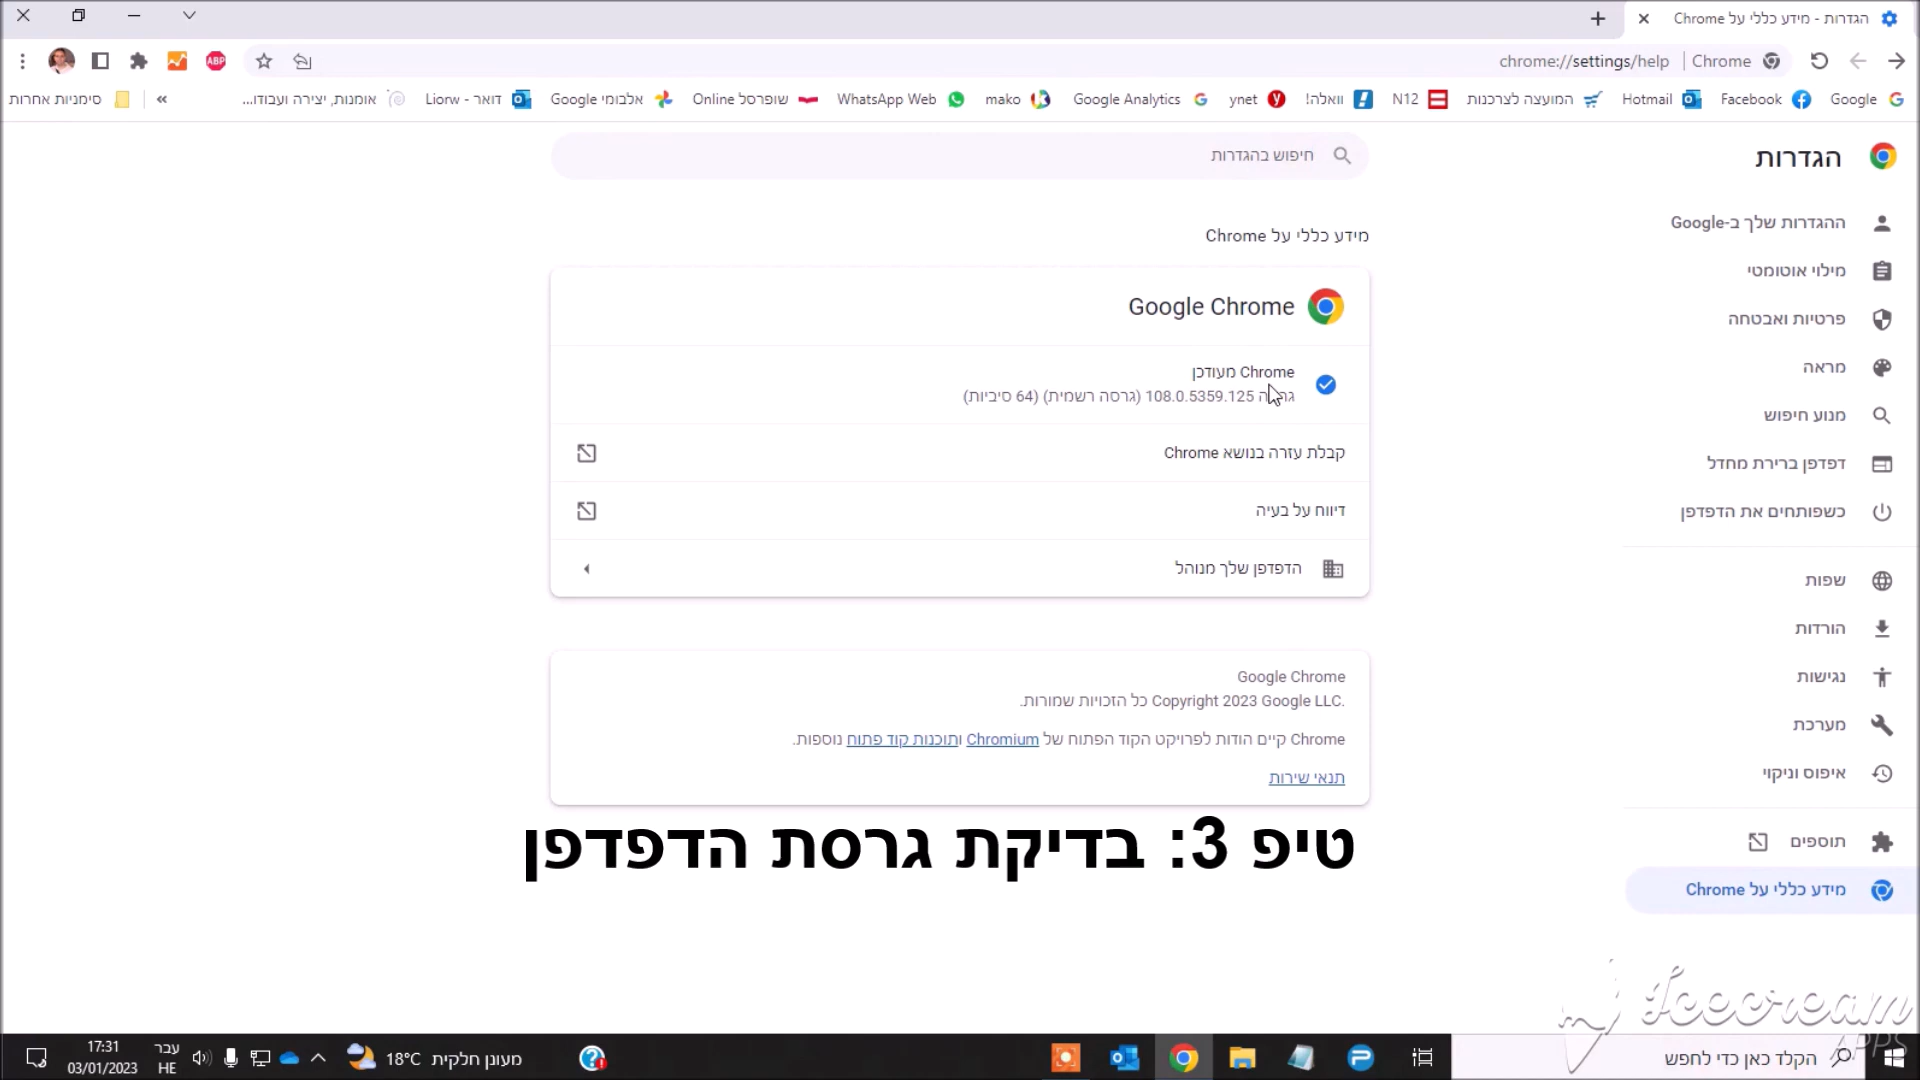 הגדרות - מידע כללי על Chrome
Chrome | chrome://settings/help
ABP
Google
Facebook
Hotmail
המועצה לצרכנות
N12
וואלה!
ynet
Google Analytics
mako
WhatsApp Web
שופרסל Online
אלבומי Google
דואר - Liorw
אומנות, יצירה ועבודו...
»
סימניות אחרות
הגדרות
חיפוש בהגדרות
ההגדרות שלך ב-Google
מילוי אוטומטי
פרטיות ואבטחה
מראה
מנוע חיפוש
דפדפן ברירת מחדל
כשפותחים את הדפדפן
שפות
הורדות
נגישות
מערכת
איפוס וניקוי
תוספים
מידע כללי על Chrome
מידע כללי על Chrome
Google Chrome
Chrome מעודכן
108.0.5359.125 (גרסה רשמית) (64 סיביות)
קבלת עזרה בנושא Chrome
דיווח על בעיה
הדפדפן שלך מנוהל
Google Chrome
Copyright 2023 Google LLC. כל הזכויות שמורות.
Chrome קיים הודות לפרויקט הקוד הפתוח של Chromium ותוכנות קוד פתוח נוספות.
תנאי שירות
טיפ 3: בדיקת גרסת הדפדפן
Icecream
APPS
הקלד כאן כדי לחפש
18°C מעונן חלקית
עבר
HE
17:31
03/01/2023